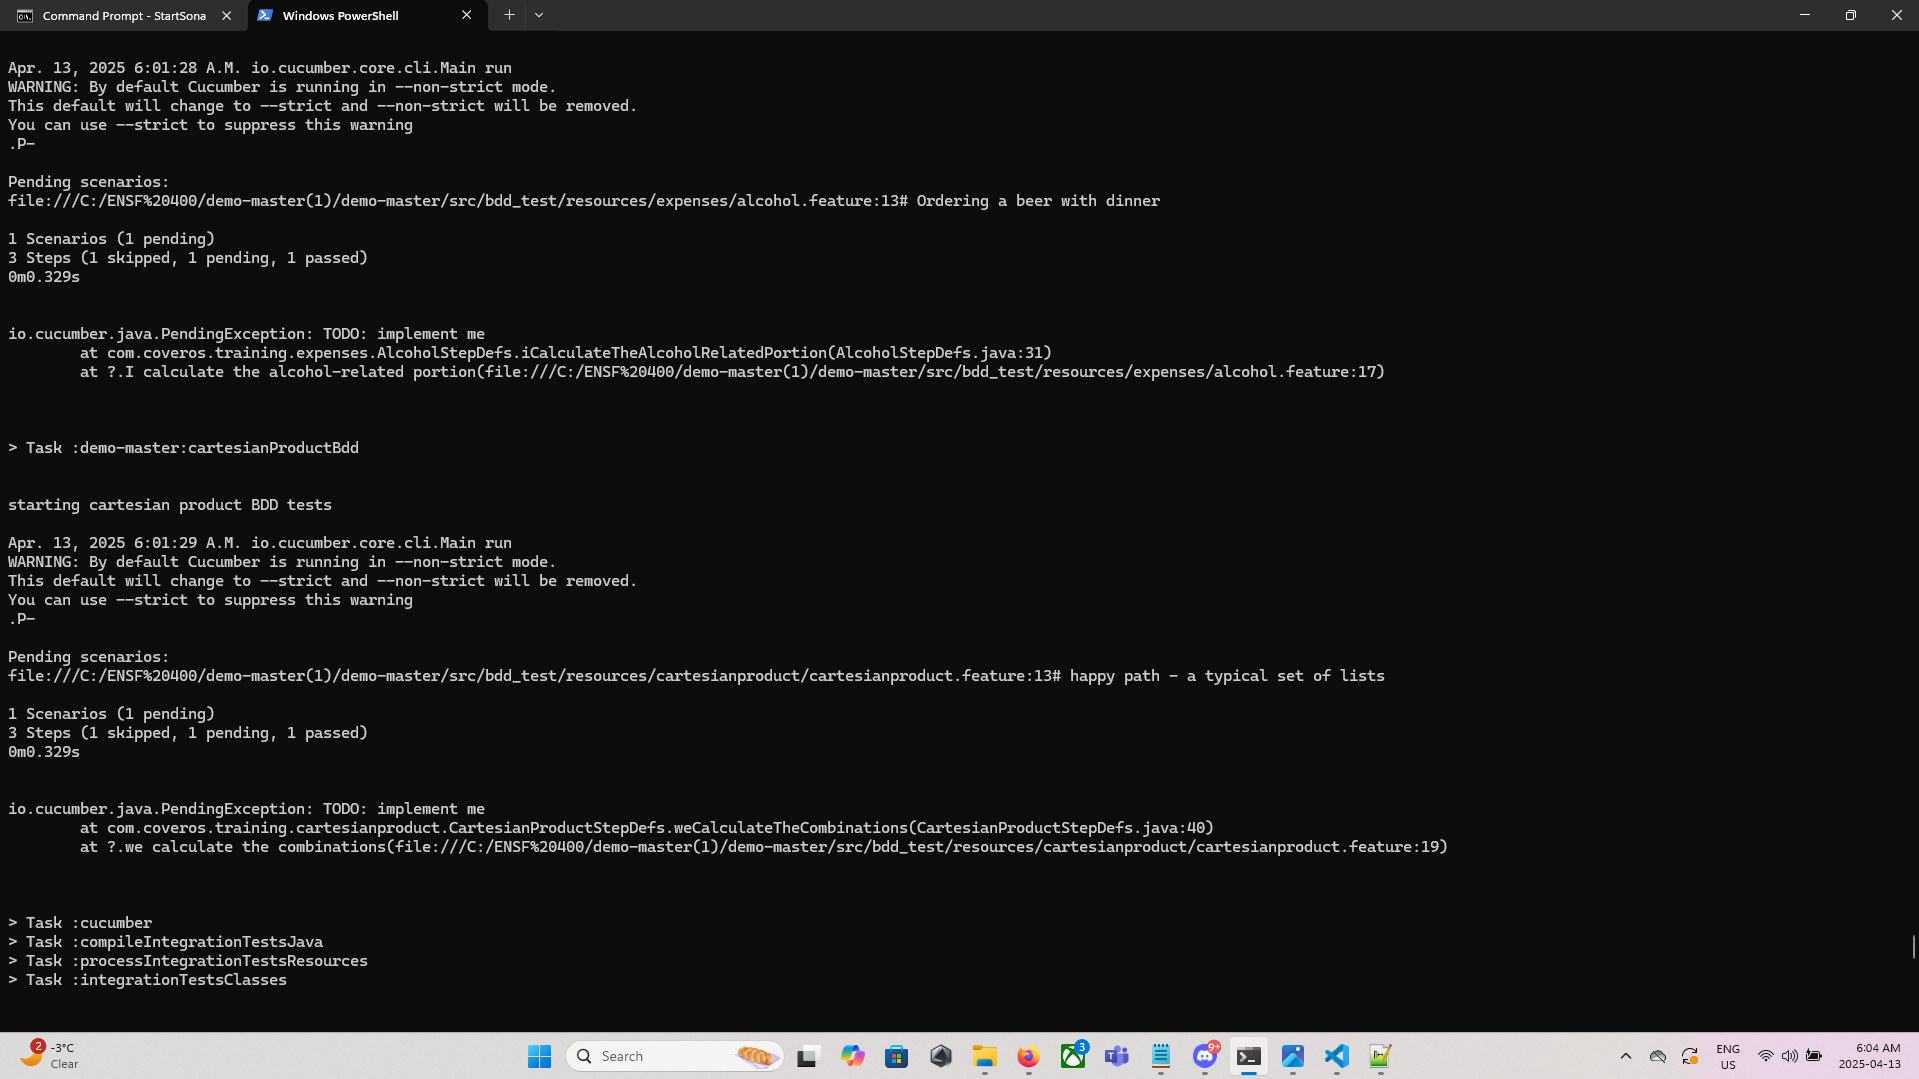 Command Prompt - StartSona
Windows PowerShell
Apr. 13, 2025 6:01:28 A.M. io.cucumber.core.cli.Main run
WARNING: By default Cucumber is running in --non-strict mode.
This default will change to --strict and --non-strict will be removed.
You can use --strict to suppress this warning
.P-
Pending scenarios:
file:///C:/ENSF%20400/demo-master(1)/demo-master/src/bdd_test/resources/expenses/alcohol.feature:13# Ordering a beer with dinner
1 Scenarios (1 pending)
3 Steps (1 skipped, 1 pending, 1 passed)
0m0.329s
io.cucumber.java.PendingException: TODO: implement me
at com.coveros.training.expenses.AlcoholStepDefs.iCalculateTheAlcoholRelatedPortion(AlcoholStepDefs.java:31)
at ?.I calculate the alcohol-related portion(file:///C:/ENSF%20400/demo-master(1)/demo-master/src/bdd_test/resources/expenses/alcohol.feature:17)
> Task :demo-master:cartesianProductBdd
starting cartesian product BDD tests
Apr. 13, 2025 6:01:29 A.M. io.cucumber.core.cli.Main run
WARNING: By default Cucumber is running in --non-strict mode.
This default will change to --strict and --non-strict will be removed.
You can use --strict to suppress this warning
.P-
Pending scenarios:
file:///C:/ENSF%20400/demo-master(1)/demo-master/src/bdd_test/resources/cartesianproduct/cartesianproduct.feature:13# happy path - a typical set of lists
1 Scenarios (1 pending)
3 Steps (1 skipped, 1 pending, 1 passed)
0m0.329s
io.cucumber.java.PendingException: TODO: implement me
at com.coveros.training.cartesianproduct.CartesianProductStepDefs.weCalculateTheCombinations(CartesianProductStepDefs.java:40)
at ?.we calculate the combinations(file:///C:/ENSF%20400/demo-master(1)/demo-master/src/bdd_test/resources/cartesianproduct/cartesianproduct.feature:19)
> Task :cucumber
> Task :compileIntegrationTestsJava
> Task :processIntegrationTestsResources
> Task :integrationTestsClasses
2
-3°C
Clear
Search
3
9+
ENG
US
6:04 AM
2025-04-13